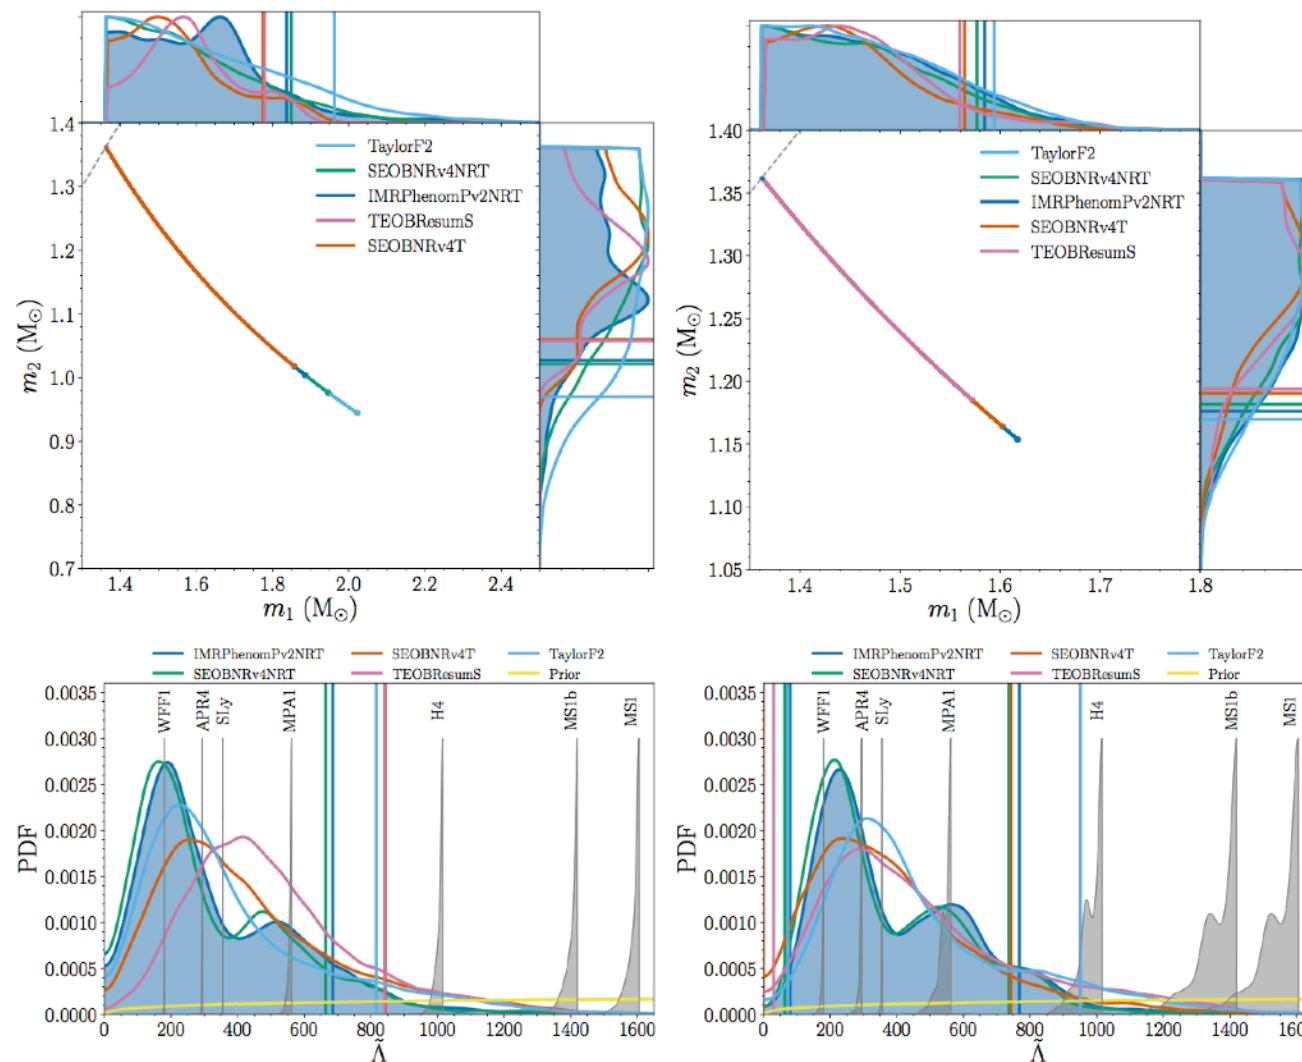 1.4
1.3
1.2
1.1
1.0
0.9
0.8
0.7
m₂ (M⊙)
TaylorF2
SEOBNRv4NRT
IMRPhenomPv2NRT
TEOBResumS
SEOBNRv4T
1.4 1.6 1.8 2.0 2.2 2.4
m₁ (M⊙)
1.40
1.35
1.30
1.25
1.20
1.15
1.10
1.05
m₂ (M⊙)
TaylorF2
SEOBNRv4NRT
IMRPhenomPv2NRT
SEOBNRv4T
TEOBResumS
1.4 1.5 1.6 1.7 1.8
m₁ (M⊙)
IMRPhenomPv2NRT SEOBNRv4T TaylorF2
SEOBNRv4NRT TEOBResumS Prior
0.0035
0.0030
0.0025
0.0020
0.0015
0.0010
0.0005
0.0000
PDF
WFF1 APR4 SLy MPA1 H4 MS1b MS1
0 200 400 600 800 1000 1200 1400 1600
Λ̃
IMRPhenomPv2NRT SEOBNRv4T TaylorF2
SEOBNRv4NRT TEOBResumS Prior
0.0035
0.0030
0.0025
0.0020
0.0015
0.0010
0.0005
0.0000
PDF
WFF1 APR4 SLy MPA1 H4 MS1b MS1
0 200 400 600 800 1000 1200 1400
Λ̃